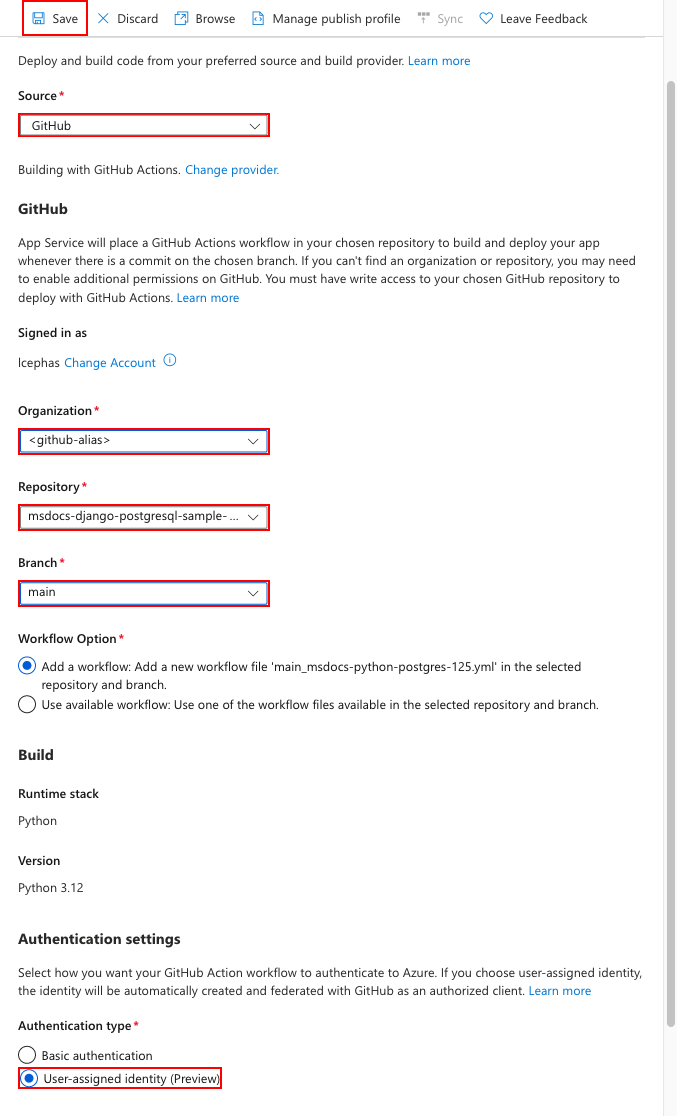 Save Discard Browse Manage publish profile Sync Leave Feedback
Deploy and build code from your preferred source and build provider. Learn more
Source*
GitHub
Building with GitHub Actions. Change provider.
GitHub
App Service will place a GitHub Actions workflow in your chosen repository to build and deploy your app
whenever there is a commit on the chosen branch. If you can't find an organization or repository, you may need
to enable additional permissions on GitHub. You must have write access to your chosen GitHub repository to
deploy with GitHub Actions. Learn more
Signed in as
lcephas Change Account
Organization*
<github-alias>
Repository*
msdocs-django-postgresql-sample- ...
Branch*
main
Workflow Option*
Add a workflow: Add a new workflow file 'main_msdocs-python-postgres-125.yml' in the selected
repository and branch.
Use available workflow: Use one of the workflow files available in the selected repository and branch.
Build
Runtime stack
Python
Version
Python 3.12
Authentication settings
Select how you want your GitHub Action workflow to authenticate to Azure. If you choose user-assigned identity,
the identity will be automatically created and federated with GitHub as an authorized client. Learn more
Authentication type*
Basic authentication
User-assigned identity (Preview)